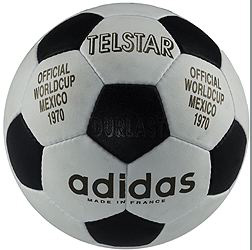 TELSTAR
OFFICIAL
WORLDCUP
MEXICO
1970
OFFICIAL
WORLDCUP
MEXICO
1970
DURLAST
adidas
MADE IN FRANCE